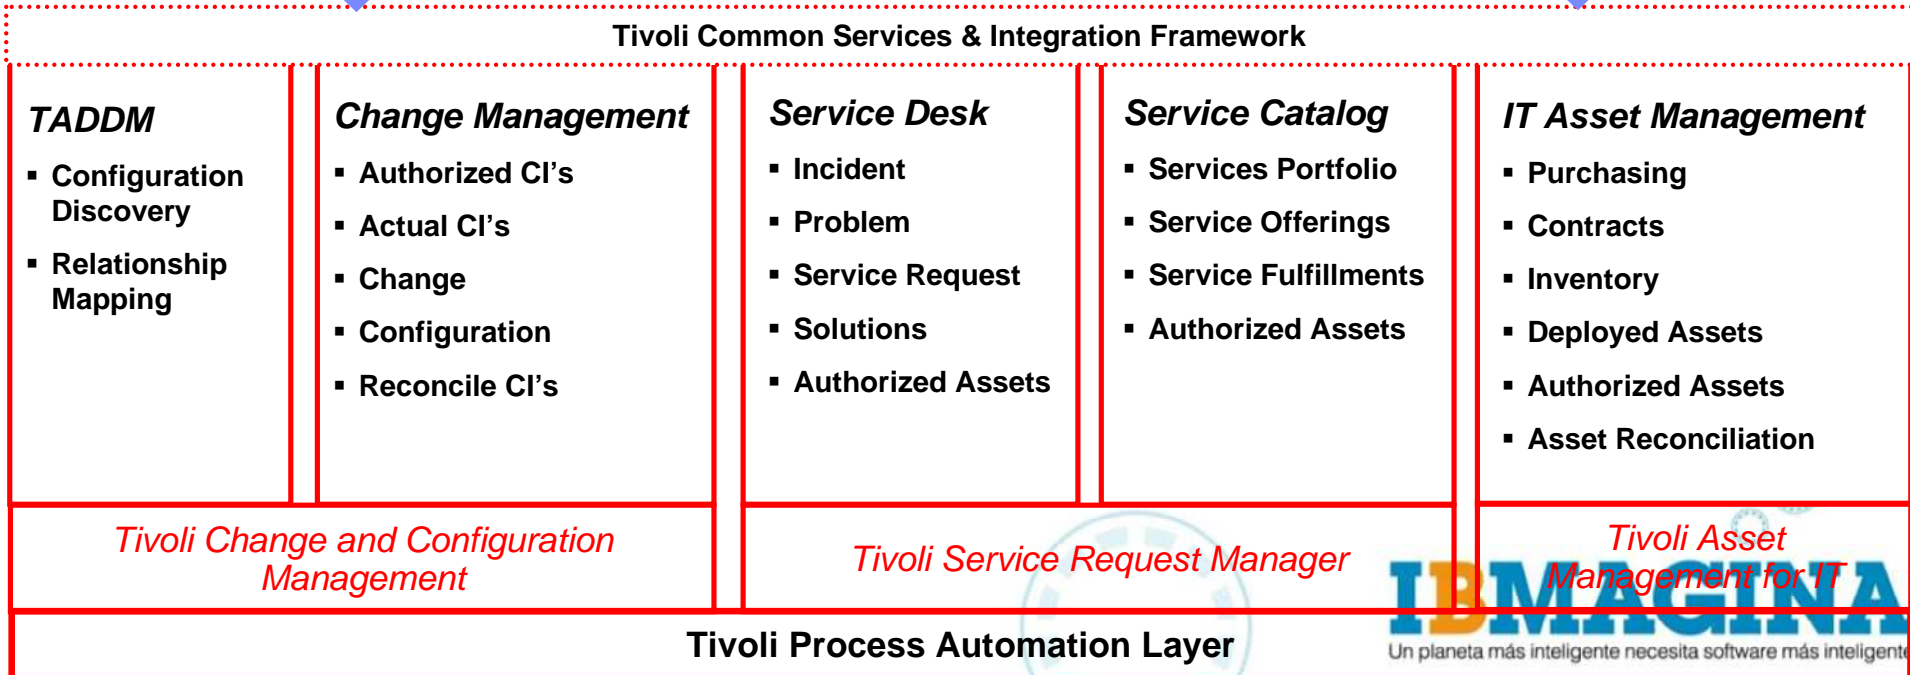 Tivoli Common Services & Integration Framework
TADDM
▪ Configuration
Discovery
▪ Relationship
Mapping
Change Management
▪ Authorized CI’s
▪ Actual CI’s
▪ Change
▪ Configuration
▪ Reconcile CI’s
Service Desk
▪ Incident
▪ Problem
▪ Service Request
▪ Solutions
▪ Authorized Assets
Service Catalog
▪ Services Portfolio
▪ Service Offerings
▪ Service Fulfillments
▪ Authorized Assets
IT Asset Management
▪ Purchasing
▪ Contracts
▪ Inventory
▪ Deployed Assets
▪ Authorized Assets
▪ Asset Reconciliation
Tivoli Change and Configuration
Management
Tivoli Service Request Manager
Tivoli Asset
Management for IT
Tivoli Process Automation Layer
IBMAGINA
Un planeta más inteligente necesita software más inteligente